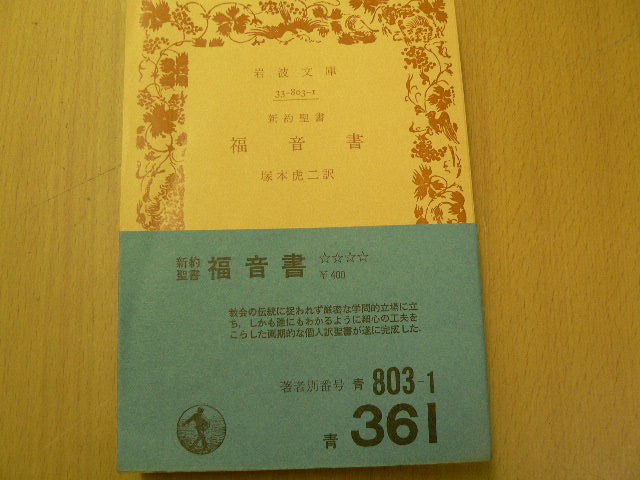 岩波文庫
33-803-1
新約聖書
福音書
塚本虎二訳
新約聖書 福音書 ☆☆☆☆
¥400
教会の伝統に捉われず厳密な学問的立場に立
ち，しかも誰にもわかるように細心の工夫を
こらした画期的な個人訳聖書が遂に完成した．
著者別番号 青 803-1
青 361